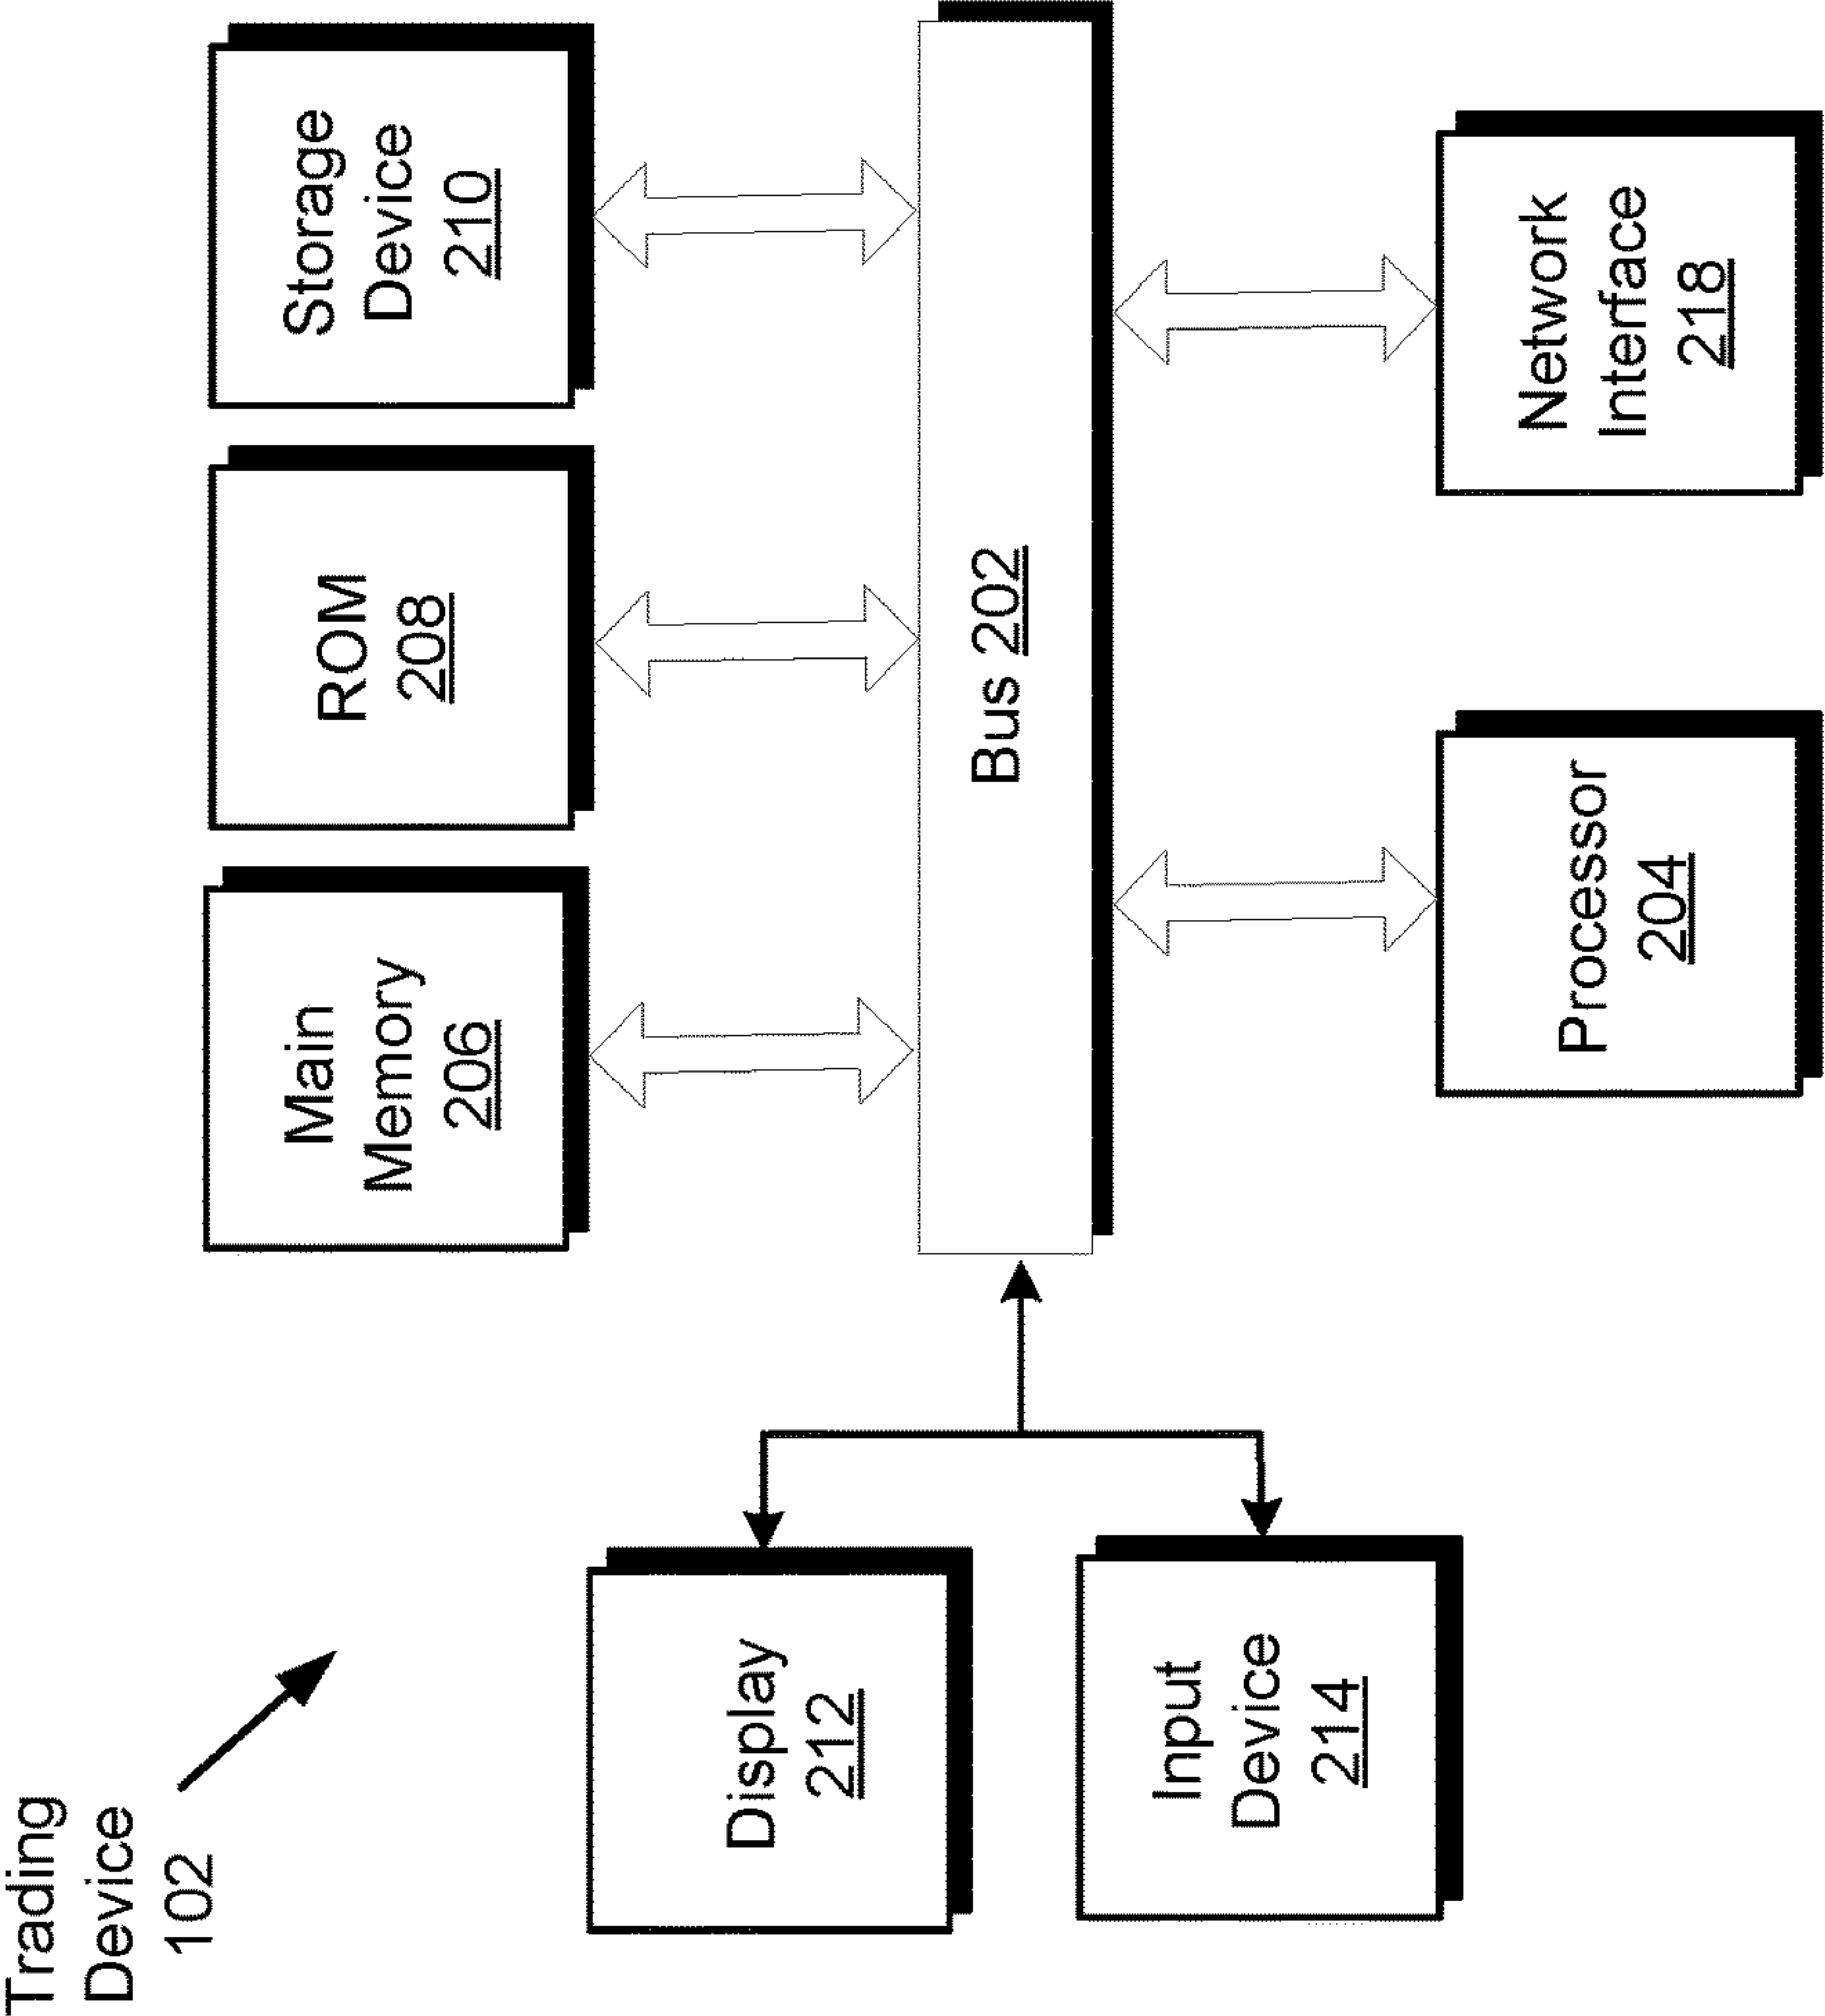 Trading
Device
102
Main
Memory
206
ROM
208
Storage
Device
210
Display
212
Input
Device
214
Bus 202
Processor
204
Network
Interface
218